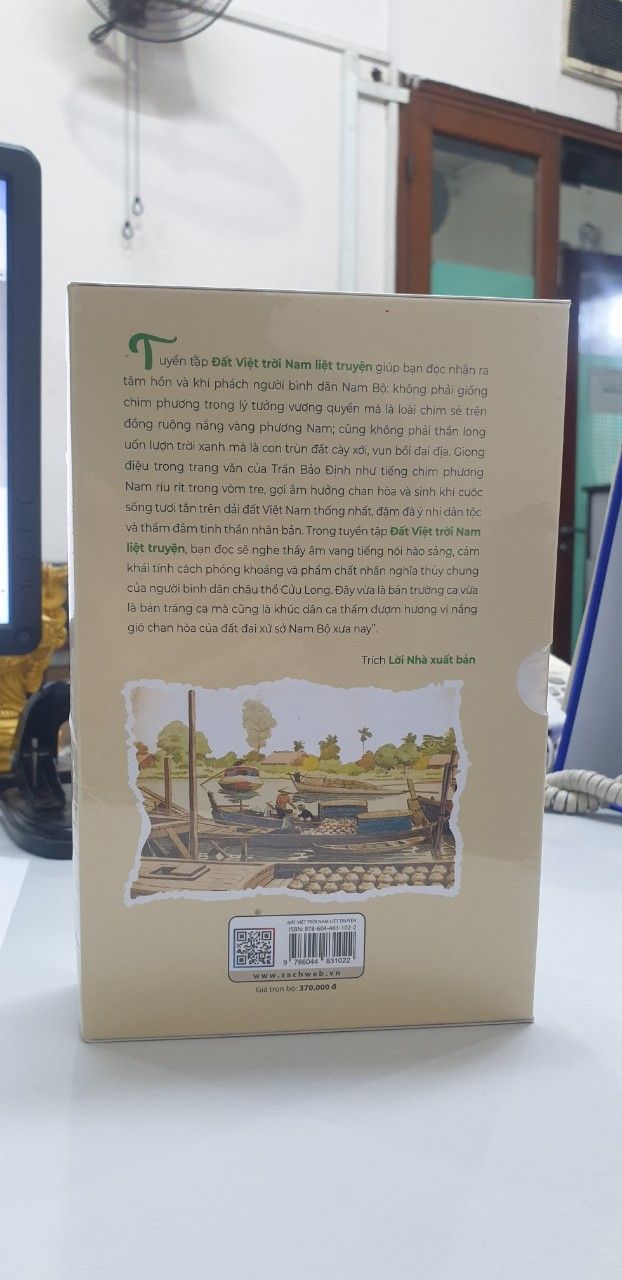 Tuyển tập Đất Việt trời Nam liệt truyện giúp bạn đọc nhận ra
tâm hồn và khí phách người bình dân Nam Bộ: không phải giống
chim phượng trong lý tưởng vương quyền mà là loài chim sẻ trên
đồng ruộng nắng vàng phương Nam; cũng không phải thần long
uốn lượn trời xanh mà là con trùn đất cày xới, vun bồi đại địa. Giọng
điệu trong trang văn của Trần Bảo Định như tiếng chim phương
Nam ríu rít trong vòm tre, gợi âm hưởng chan hòa và sinh khí cuộc
sống tươi tắn trên dải đất Việt Nam thống nhất, đậm đà ý nhị dân tộc
và thấm đẫm tinh thần nhân bản. Trong tuyển tập Đất Việt trời Nam
liệt truyện, bạn đọc sẽ nghe thấy âm vang tiếng nói hào sảng, cảm
khái tính cách phóng khoáng và phẩm chất nhân nghĩa thủy chung
của người bình dân châu thổ Cửu Long. Đây vừa là bản trường ca vừa
là bản tráng ca mà cũng là khúc dân ca thấm đượm hương vị nắng
gió chan hòa của đất đai xứ sở Nam Bộ xưa nay”.
Trích Lời Nhà xuất bản
ĐẤT VIỆT TRỜI NAM LIỆT TRUYỆN
ISBN: 978-604-483-102-2
9 786044 831022
www.sachweb.vn
Giá trọn bộ: 370.000 đ